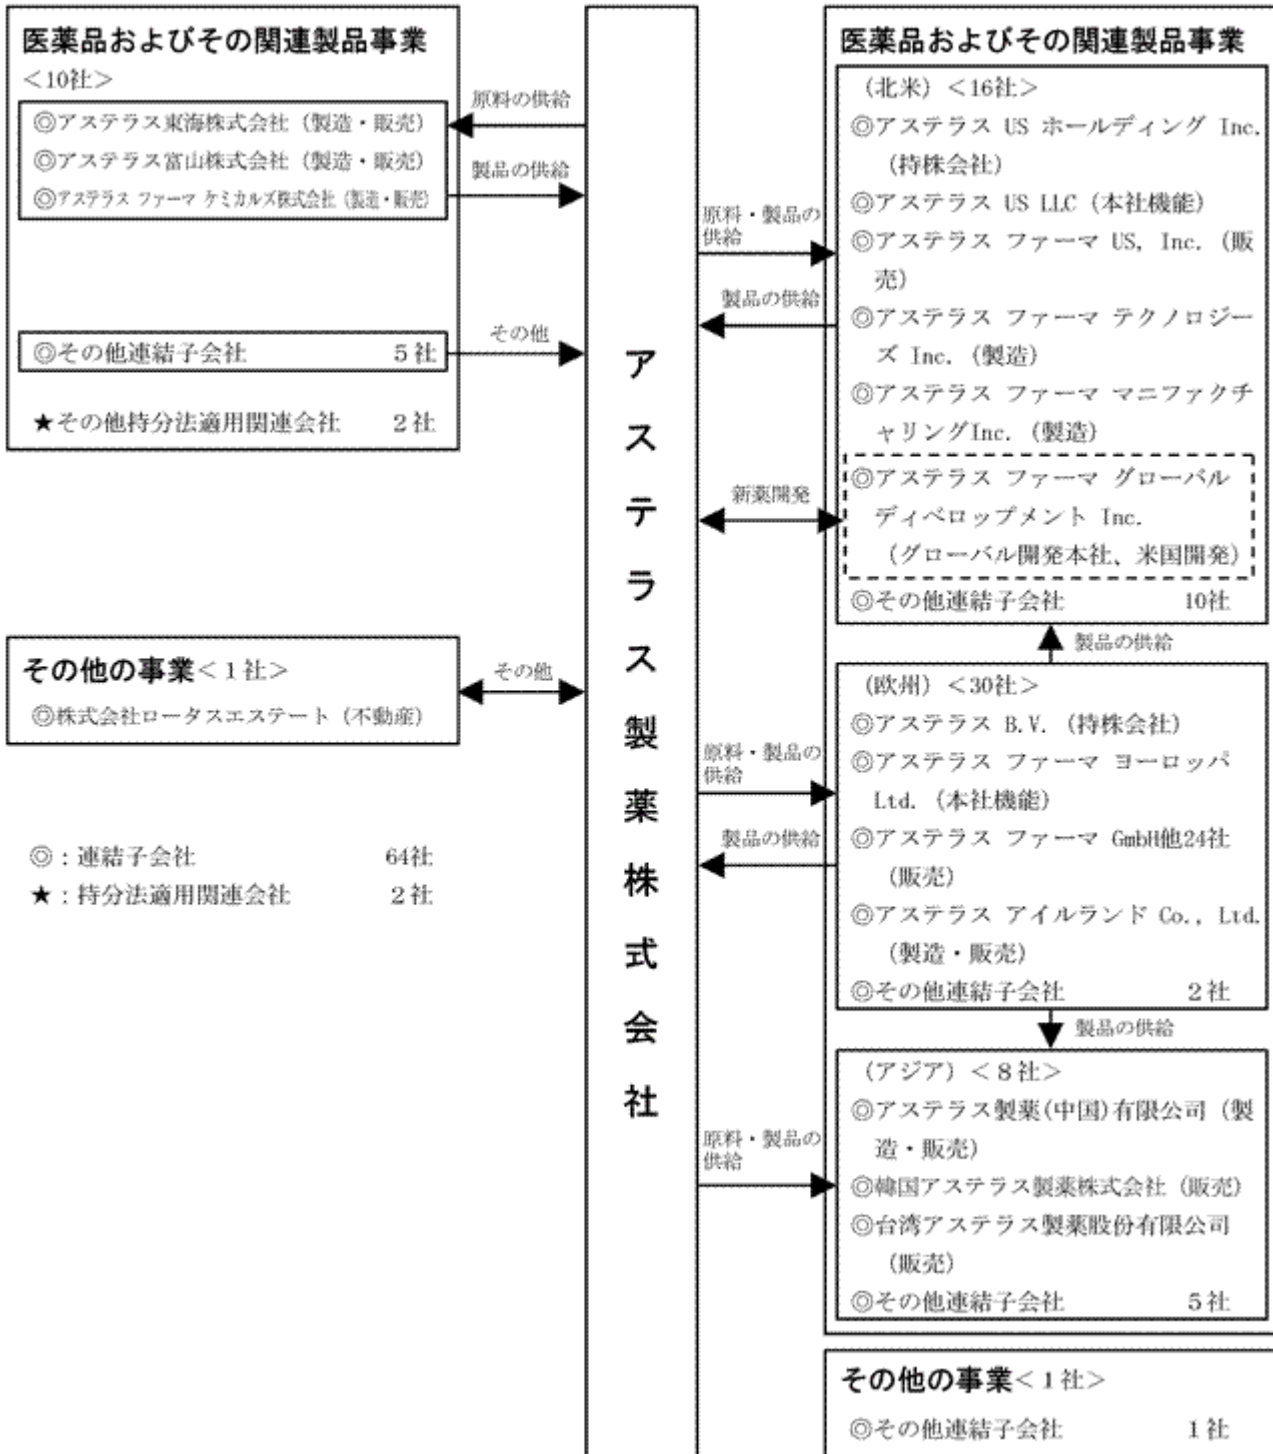 医薬品およびその関連製品事業
<10社>
◎アステラス東海株式会社 (製造・販売)
◎アステラス富山株式会社 (製造・販売)
◎アステラス ファーマ ケミカルズ株式会社 (製造・販売)
◎その他連結子会社 5社
★その他持分法適用関連会社 2社
原料の供給
製品の供給
その他
その他の事業<1社>
◎株式会社ロータスエステート (不動産)
その他
◎：連結子会社 64社
★：持分法適用関連会社 2社
アステラス製薬株式会社
原料・製品の
供給
製品の供給
新薬開発
原料・製品の
供給
製品の供給
原料・製品の
供給
医薬品およびその関連製品事業
(北米) <16社>
◎アステラス US ホールディング Inc.
(持株会社)
◎アステラス US LLC (本社機能)
◎アステラス ファーマ US, Inc. (販
売)
◎アステラス ファーマ テクノロジー
ズ Inc. (製造)
◎アステラス ファーマ マニファクチ
ャリングInc. (製造)
◎アステラス ファーマ グローバル
ディベロップメント Inc.
(グローバル開発本社、米国開発)
◎その他連結子会社 10社
製品の供給
(欧州) <30社>
◎アステラス B.V. (持株会社)
◎アステラス ファーマ ヨーロッパ
Ltd. (本社機能)
◎アステラス ファーマ GmbH他24社
(販売)
◎アステラス アイルランド Co., Ltd.
(製造・販売)
◎その他連結子会社 2社
製品の供給
(アジア) <8社>
◎アステラス製薬(中国)有限公司 (製
造・販売)
◎韓国アステラス製薬株式会社 (販売)
◎台湾アステラス製薬股份有限公司
(販売)
◎その他連結子会社 5社
その他の事業<1社>
◎その他連結子会社 1社